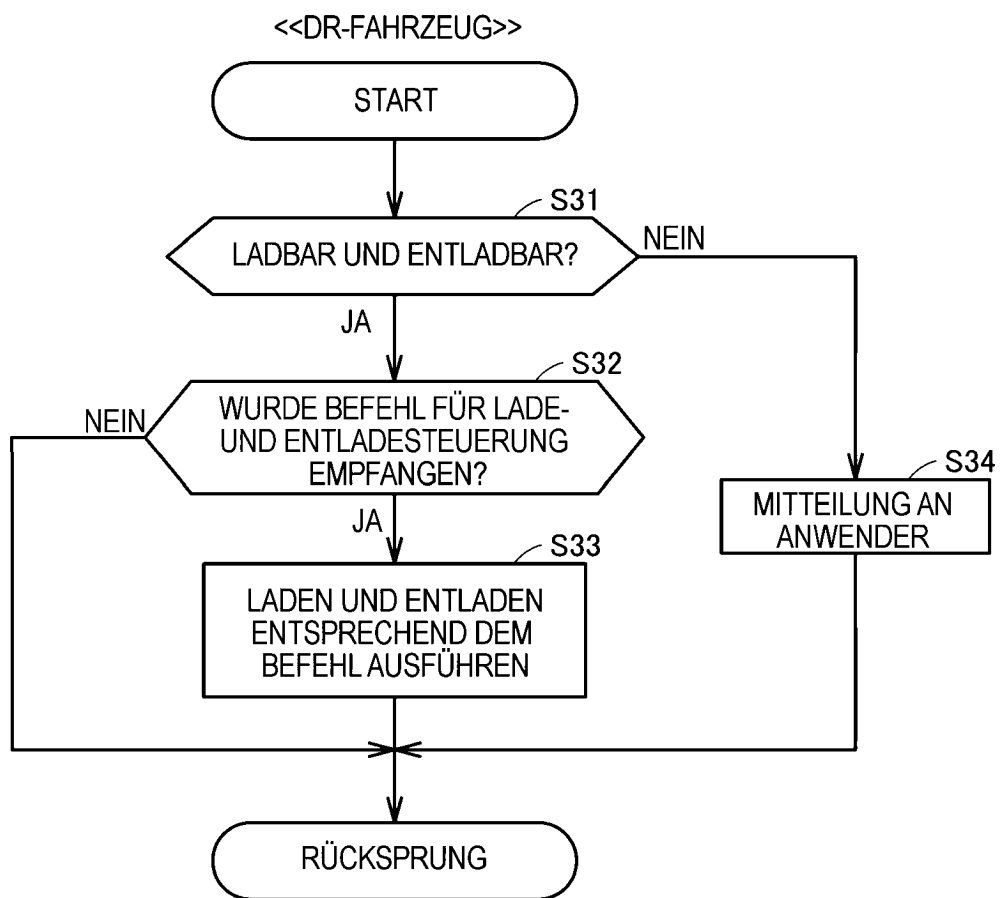 <<DR-FAHRZEUG>>
START
S31
LADBAR UND ENTLADBAR?
NEIN
JA
S32
NEIN
WURDE BEFEHL FÜR LADE-
UND ENTLADESTEUERUNG
EMPFANGEN?
JA
S34
MITTEILUNG AN
ANWENDER
S33
LADEN UND ENTLADEN
ENTSPRECHEND DEM
BEFEHL AUSFÜHREN
RÜCKSPRUNG